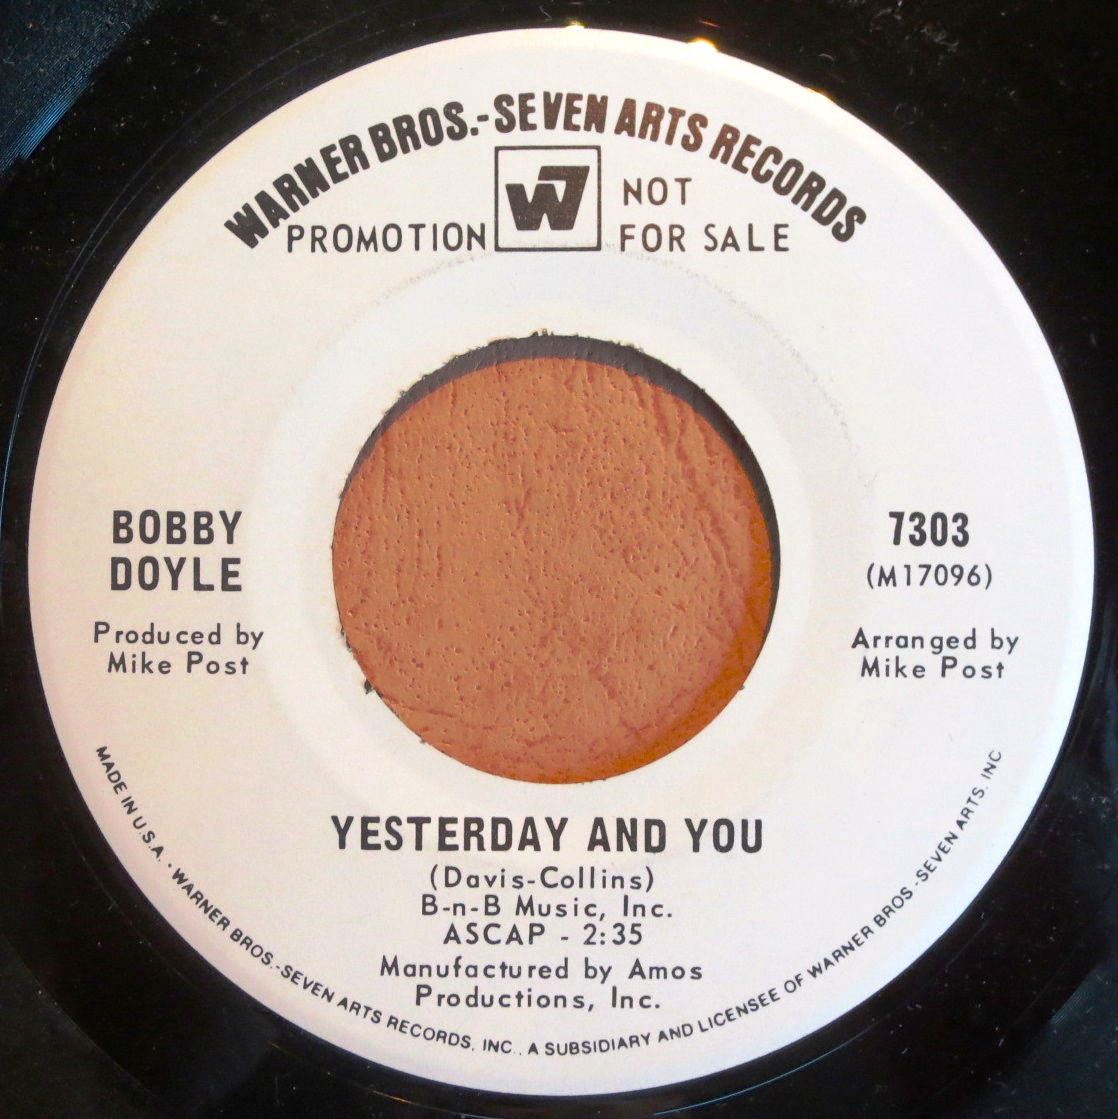 WARNER BROS.-SEVEN ARTS RECORDS
W7
NOT
PROMOTION FOR SALE
BOBBY
DOYLE
Produced by
Mike Post
7303
(M17096)
Arranged by
Mike Post
YESTERDAY AND YOU
(Davis-Collins)
B-n-B Music, Inc.
ASCAP - 2:35
Manufactured by Amos
Productions, Inc.
MADE IN U.S.A. • WARNER BROS.-SEVEN ARTS RECORDS, INC., A SUBSIDIARY AND LICENSEE OF WARNER BROS.-SEVEN ARTS, INC